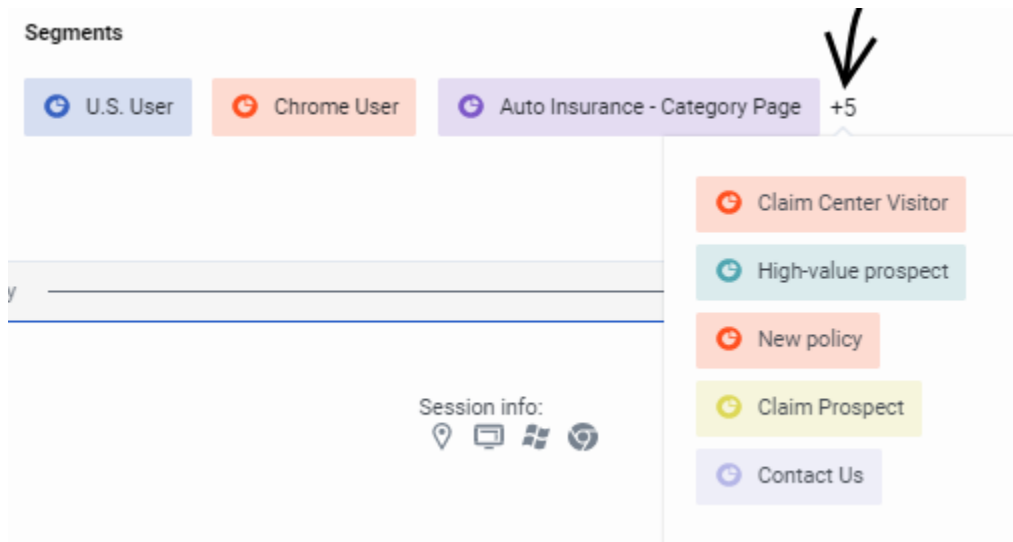 Segments
U.S. User
Chrome User
Auto Insurance - Category Page
+5
Claim Center Visitor
High-value prospect
y
New policy
Claim Prospect
Session info:
Contact Us